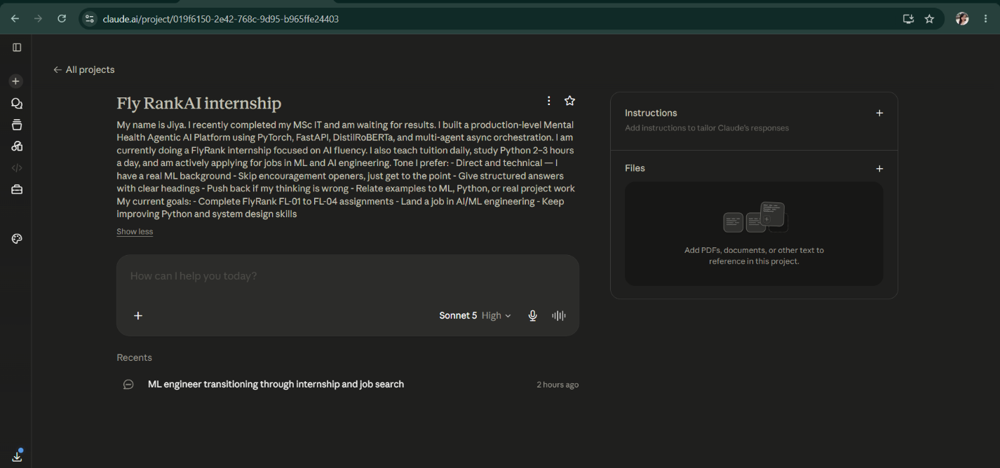 claude.ai/project/019f6150-2e42-768c-9d95-b965ffe24403
All projects
Fly RankAI internship
My name is Jiya. I recently completed my MSc IT and am waiting for results. I built a production-level Mental
Health Agentic AI Platform using PyTorch, FastAPI, DistilRoBERTa, and multi-agent async orchestration. I am
currently doing a FlyRank internship focused on AI fluency. I also teach tuition daily, study Python 2–3 hours
a day, and am actively applying for jobs in ML and AI engineering. Tone I prefer: - Direct and technical — I
have a real ML background - Skip encouragement openers, just get to the point - Give structured answers
with clear headings - Push back if my thinking is wrong - Relate examples to ML, Python, or real project work
My current goals: - Complete FlyRank FL-01 to FL-04 assignments - Land a job in AI/ML engineering - Keep
improving Python and system design skills
Show less
How can I help you today?
Sonnet 5 High
Recents
ML engineer transitioning through internship and job search
2 hours ago
Instructions
Add instructions to tailor Claude's responses
Files
Add PDFs, documents, or other text to
reference in this project.